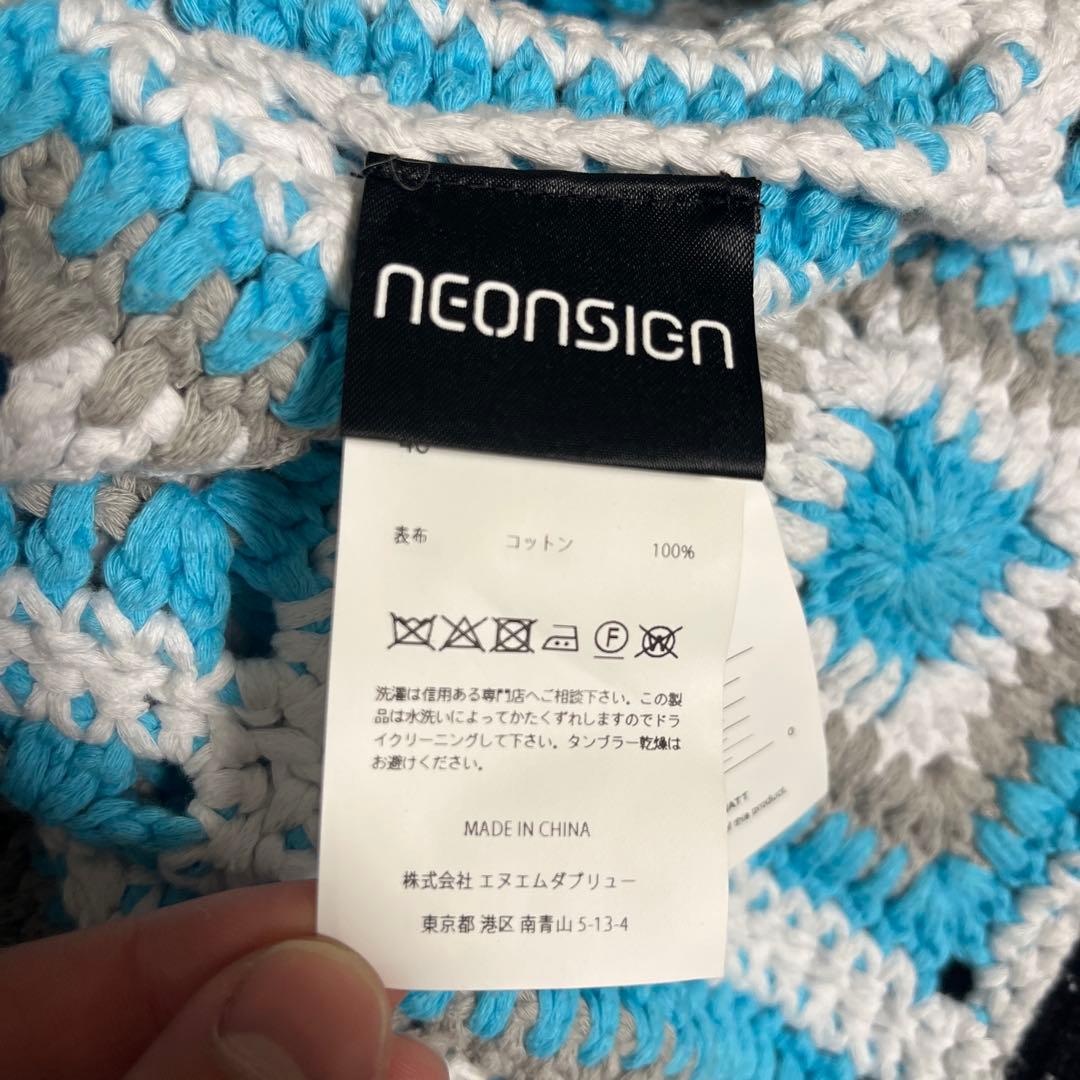 NEONSIGN
表布 コットン 100%
F W
洗濯は信用ある専門店へご相談下さい。この製
品は水洗いによってかたくずれしますのでドラ
イクリーニングして下さい。タンブラー乾燥は
お避けください。
MADE IN CHINA
株式会社 エヌエムダブリュー
東京都 港区 南青山 5-13-4
product.